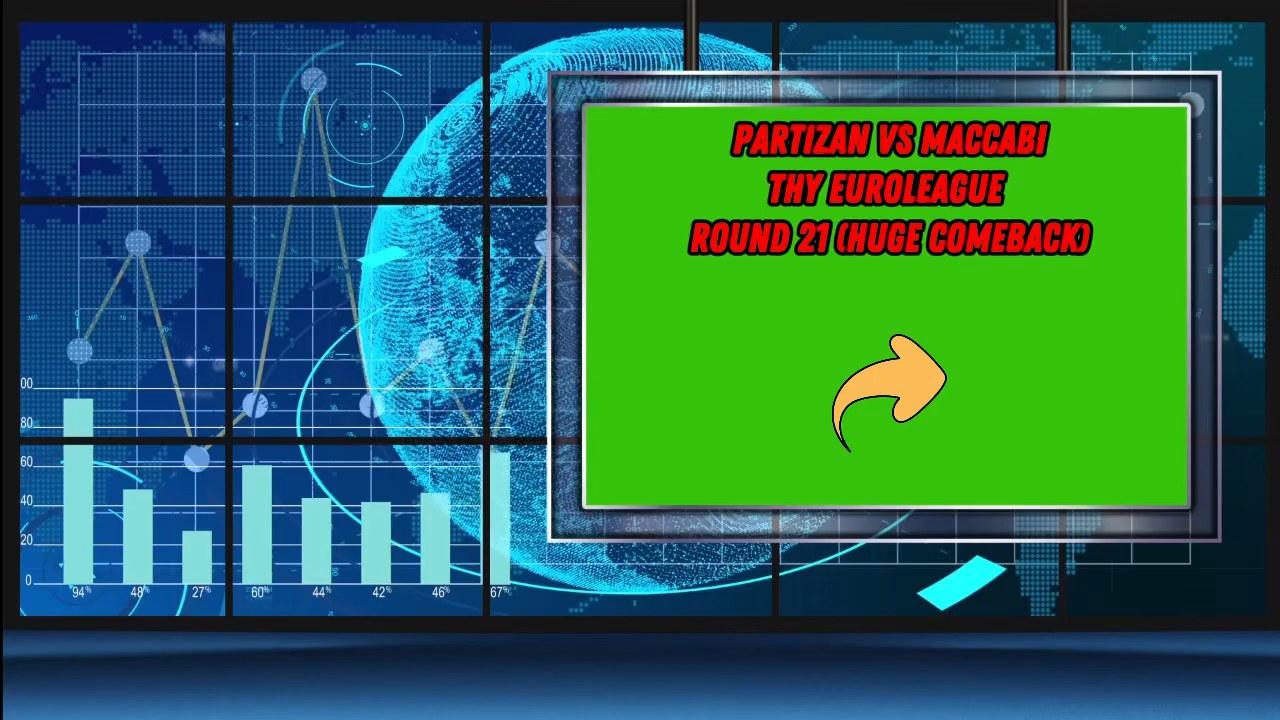 PARTIZAN VS MACCABI
THY EUROLEAGUE
ROUND 21 (HUGE COMEBACK)
00
80
60
40
20
0
94% 48% 27% 60% 44% 42% 46% 67%